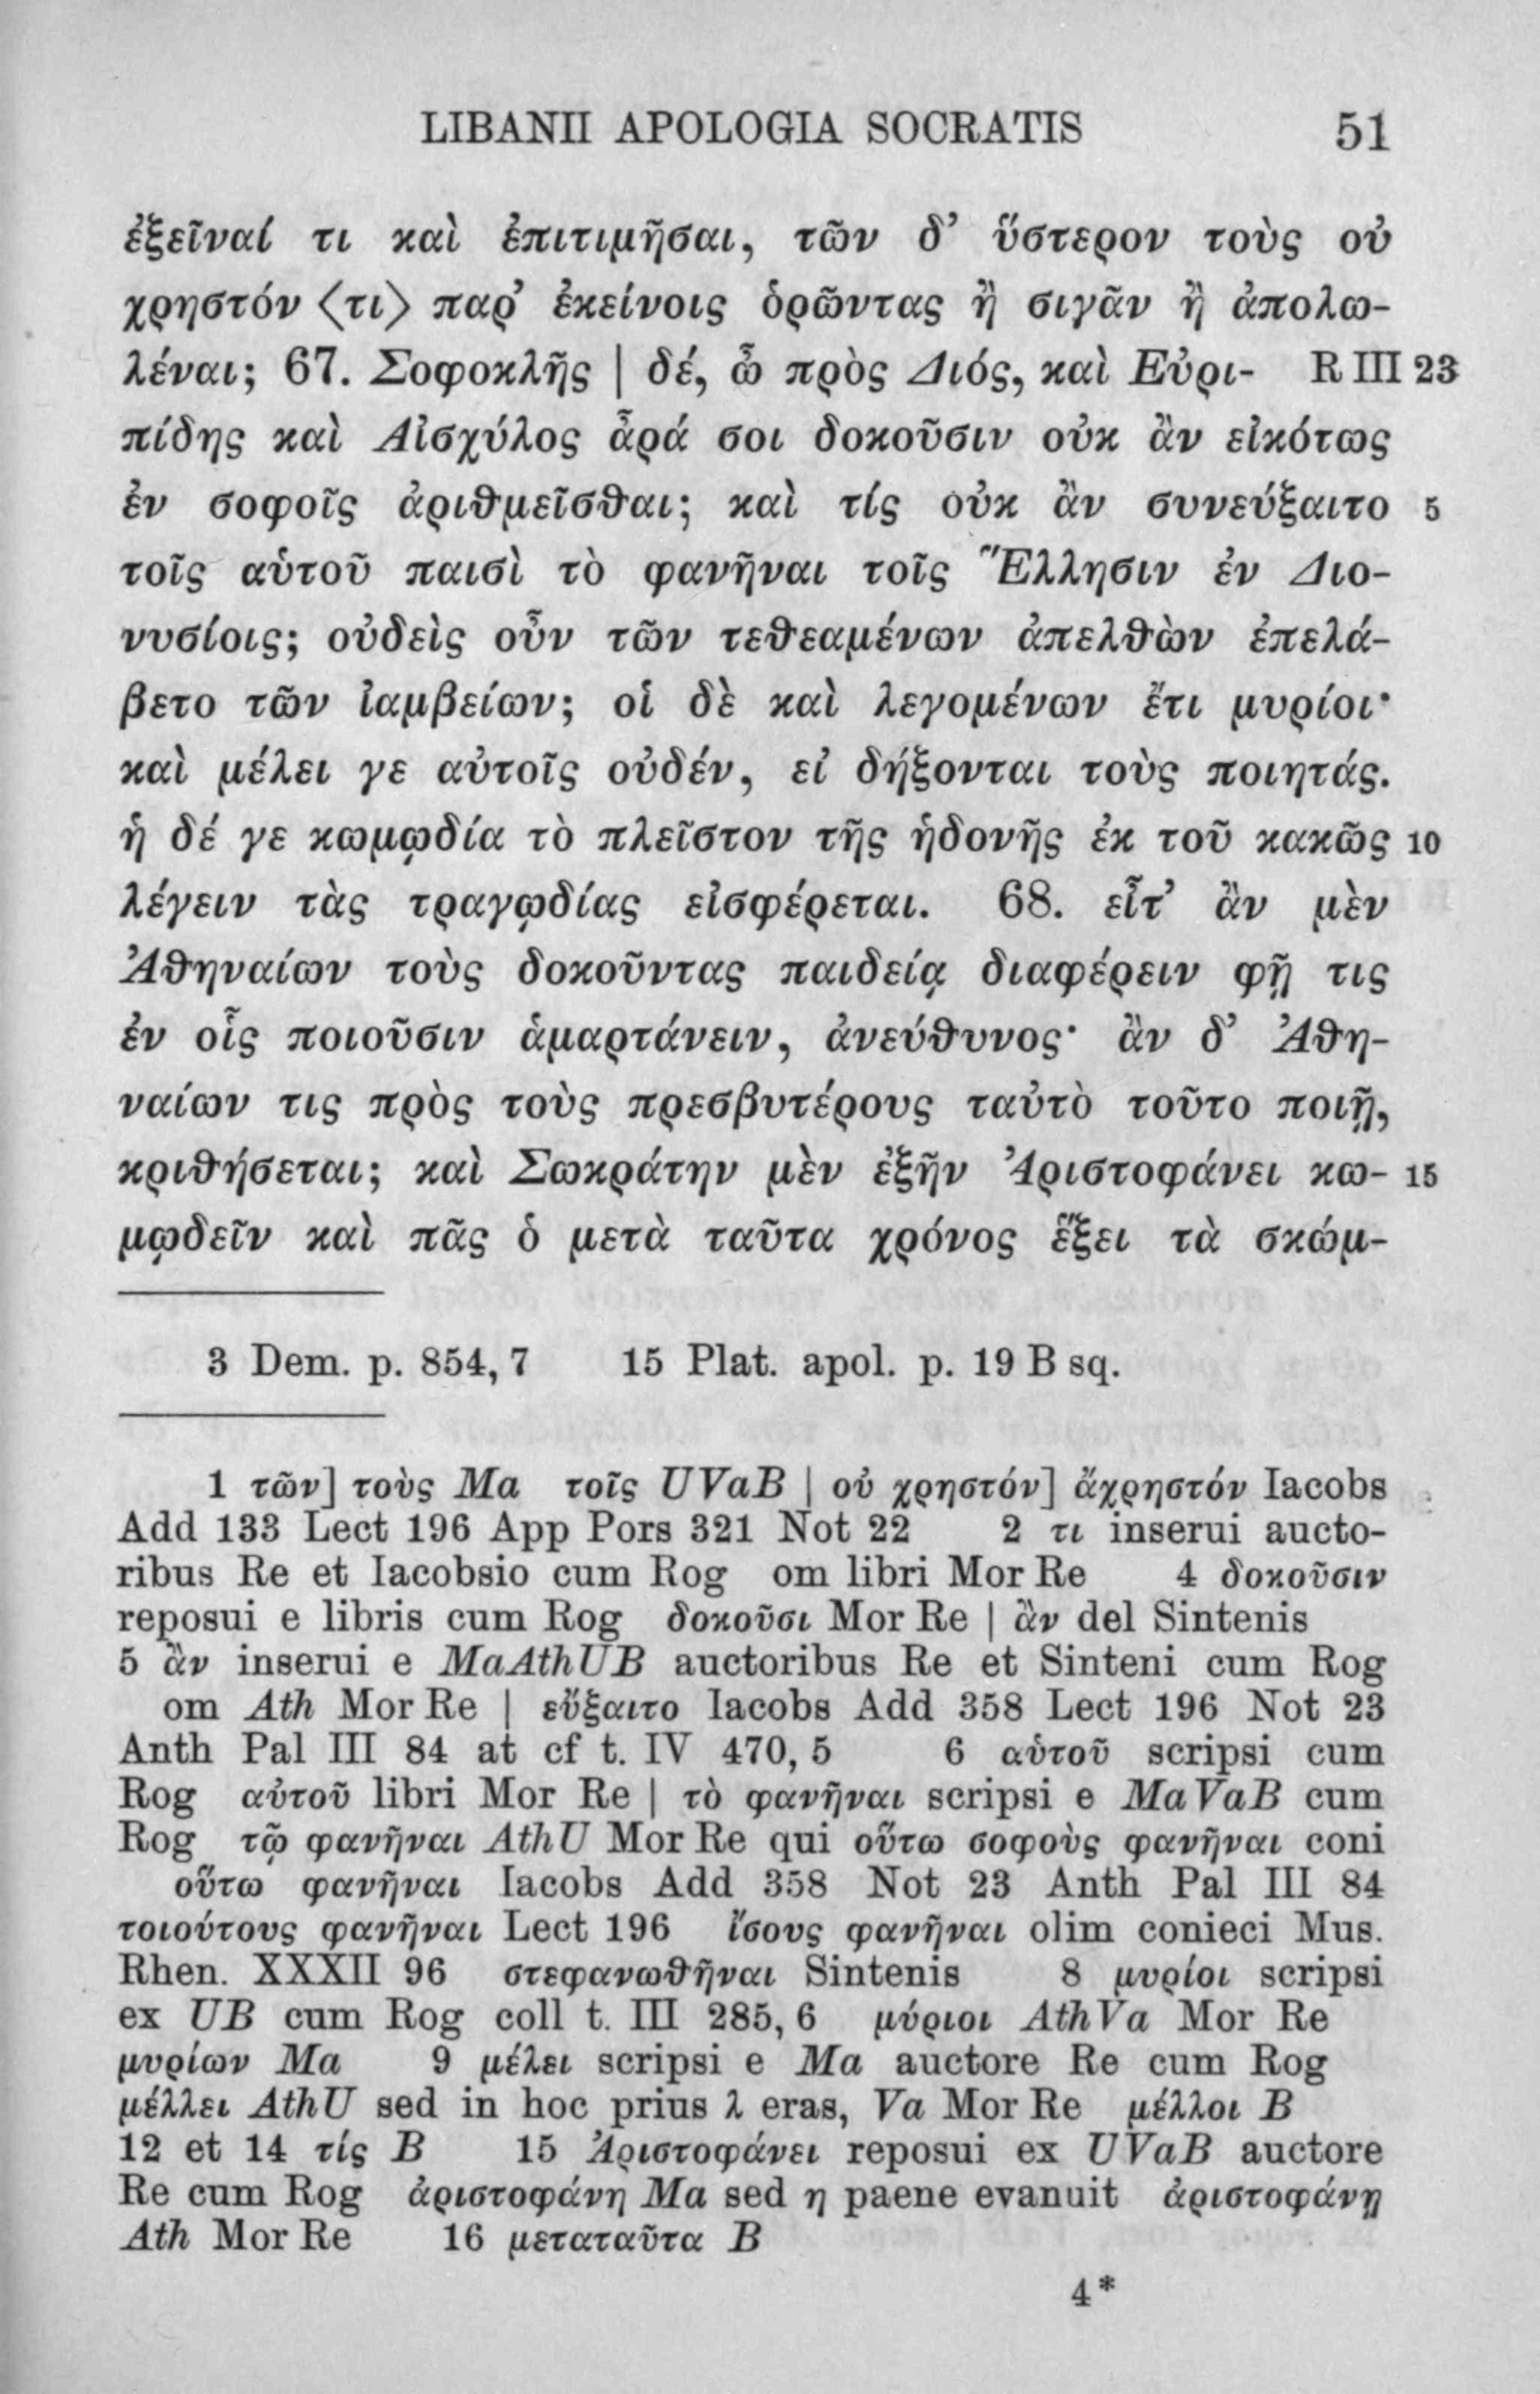 LIBANII APOLOGIA SOCRATIS 51
ἐξεῖναί τι καὶ ἐπιτιμῆσαι, τῶν δ’ ὕστερον τοὺς οὐ
χρηστόν ⟨τι⟩ παρ’ ἐκείνοις ὁρῶντας ἢ σιγᾶν ἢ ἀπολω-
λέναι; 67. Σοφοκλῆς | δέ, ὦ πρὸς Διός, καὶ Εὐρι- R III 23
πίδης καὶ Αἰσχύλος ἆρά σοι δοκοῦσιν οὐκ ἂν εἰκότως
ἐν σοφοῖς ἀριθμεῖσθαι; καὶ τίς οὐκ ἂν συνεύξαιτο 5
τοῖς αὑτοῦ παισὶ τὸ φανῆναι τοῖς Ἕλλησιν ἐν Διο-
νυσίοις; οὐδεὶς οὖν τῶν τεθεαμένων ἀπελθὼν ἐπελά-
βετο τῶν ἰαμβείων; οἱ δὲ καὶ λεγομένων ἔτι μυρίοι·
καὶ μέλει γε αὐτοῖς οὐδέν, εἰ δήξονται τοὺς ποιητάς.
ἡ δέ γε κωμῳδία τὸ πλεῖστον τῆς ἡδονῆς ἐκ τοῦ κακῶς 10
λέγειν τὰς τραγῳδίας εἰσφέρεται. 68. εἶτ’ ἂν μὲν
Ἀθηναίων τοὺς δοκοῦντας παιδείᾳ διαφέρειν φῇ τις
ἐν οἷς ποιοῦσιν ἁμαρτάνειν, ἀνεύθυνος· ἂν δ’ Ἀθη-
ναίων τις πρὸς τοὺς πρεσβυτέρους ταὐτὸ τοῦτο ποιῇ,
κριθήσεται; καὶ Σωκράτην μὲν ἐξῆν Ἀριστοφάνει κω- 15
μῳδεῖν καὶ πᾶς ὁ μετὰ ταῦτα χρόνος ἕξει τὰ σκώμ-
3 Dem. p. 854, 7 15 Plat. apol. p. 19 B sq.
1 τῶν] τοὺς Ma τοῖς UVaB | οὐ χρηστόν] ἄχρηστόν Iacobs
Add 133 Lect 196 App Pors 321 Not 22 2 τι inserui aucto-
ribus Re et Iacobsio cum Rog om libri Mor Re 4 δοκοῦσιν
reposui e libris cum Rog δοκοῦσι Mor Re | ἂν del Sintenis
5 ἂν inserui e MaAthUB auctoribus Re et Sinteni cum Rog
om Ath Mor Re | εὔξαιτο Iacobs Add 358 Lect 196 Not 23
Anth Pal III 84 at cf t. IV 470, 5 6 αὑτοῦ scripsi cum
Rog αὐτοῦ libri Mor Re | τὸ φανῆναι scripsi e MaVaB cum
Rog τῷ φανῆναι AthU Mor Re qui οὕτω σοφοὺς φανῆναι coni
οὕτω φανῆναι Iacobs Add 358 Not 23 Anth Pal III 84
τοιούτους φανῆναι Lect 196 ἴσους φανῆναι olim conieci Mus.
Rhen. XXXII 96 στεφανωθῆναι Sintenis 8 μυρίοι scripsi
ex UB cum Rog coll t. III 285, 6 μύριοι AthVa Mor Re
μυρίων Ma 9 μέλει scripsi e Ma auctore Re cum Rog
μέλλει AthU sed in hoc prius λ eras, Va Mor Re μέλλοι B
12 et 14 τίς B 15 Ἀριστοφάνει reposui ex UVaB auctore
Re cum Rog ἀριστοφάνη Ma sed η paene evanuit ἀριστοφάνῃ
Ath Mor Re 16 μεταταῦτα B
4*